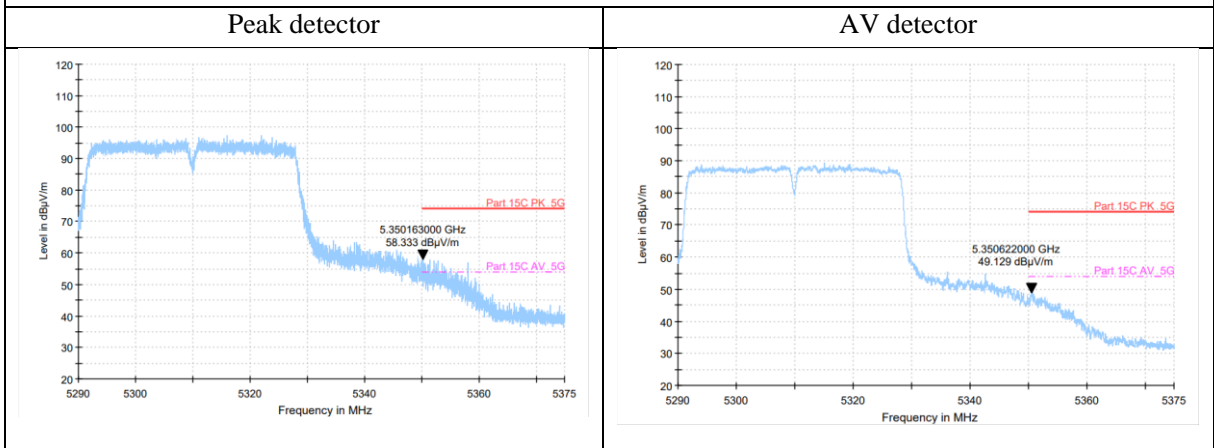 Peak detector
AV detector
120
110
100
90
80
70
60
50
40
30
20
Level in dBµV/m
Part 15C PK_5G
5.350163000 GHz
58.333 dBµV/m
Part 15C AV_5G
5290
5300
5320
5340
5360
5375
Frequency in MHz
120
110
100
90
80
70
60
50
40
30
20
Level in dBµV/m
Part 15C PK_5G
5.350622000 GHz
49.129 dBµV/m
Part 15C AV_5G
5290
5300
5320
5340
5360
5375
Frequency in MHz